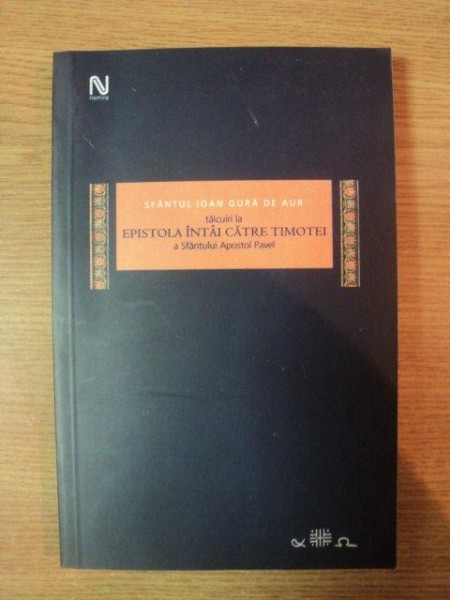 N
nemira
SFÂNTUL IOAN GURĂ DE AUR
tâlcuiri la
EPISTOLA ÎNTÂI CĂTRE TIMOTEI
a Sfântului Apostol Pavel
α Ω